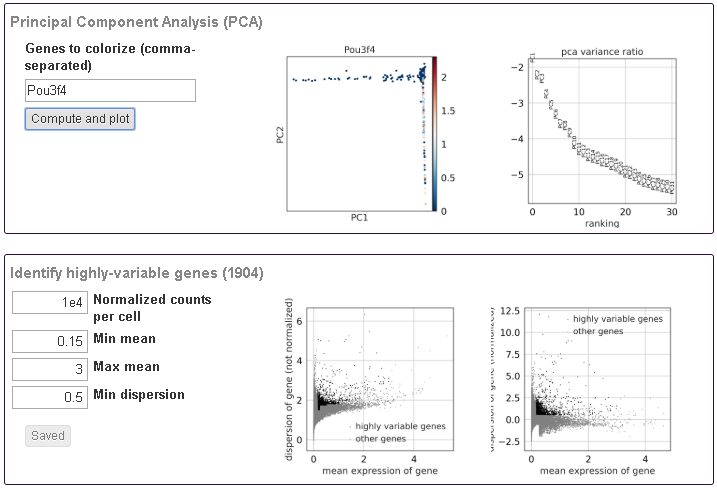 Principal Component Analysis (PCA)
Genes to colorize (comma-
separated)
Pou3f4
Compute and plot
Pou3f4
PC2
PC1
2
1.5
1
0.5
0
pca variance ratio
−2
−3
−4
−5
PC1
PC2
PC3
PC4
PC5
PC6
PC7
PC8
PC9
PC10
0
10
20
30
ranking
Identify highly-variable genes (1904)
1e4
Normalized counts
per cell
0.15
Min mean
3
Max mean
0.5
Min dispersion
Saved
dispersion of gene (not normalized)
6
4
2
0
highly variable genes
other genes
0
2
4
mean expression of gene
dispersion of gene (normalized)
12.5
10.0
7.5
5.0
2.5
0.0
−2.5
highly variable genes
other genes
0
2
4
mean expression of gene